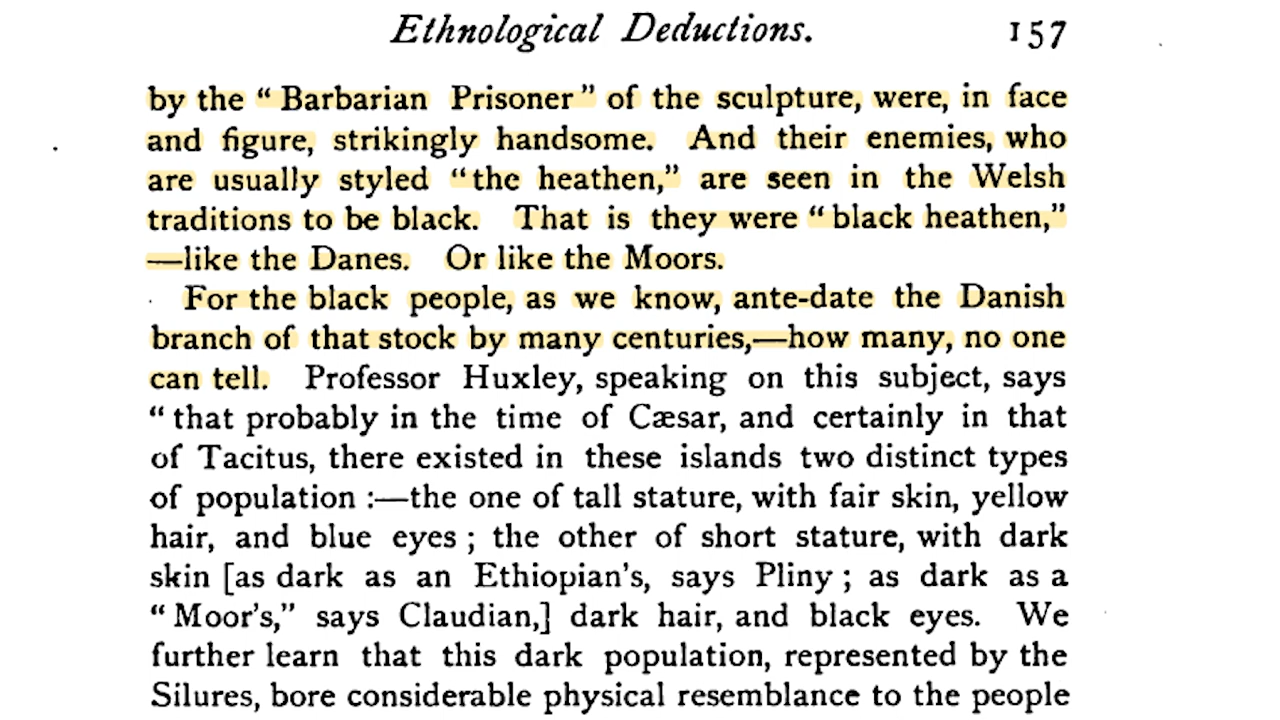 Ethnological Deductions. 157
by the “ Barbarian Prisoner ” of the sculpture, were, in face
and figure, strikingly handsome. And their enemies, who
are usually styled “the heathen,” are seen in the Welsh
traditions to be black. That is they were “ black heathen,”
—like the Danes. Or like the Moors.
For the black people, as we know, ante-date the Danish
branch of that stock by many centuries,—how many, no one
can tell. Professor Huxley, speaking on this subject, says
“ that probably in the time of Cæsar, and certainly in that
of Tacitus, there existed in these islands two distinct types
of population :—the one of tall stature, with fair skin, yellow
hair, and blue eyes ; the other of short stature, with dark
skin [as dark as an Ethiopian’s, says Pliny ; as dark as a
“ Moor’s,” says Claudian,] dark hair, and black eyes. We
further learn that this dark population, represented by the
Silures, bore considerable physical resemblance to the people